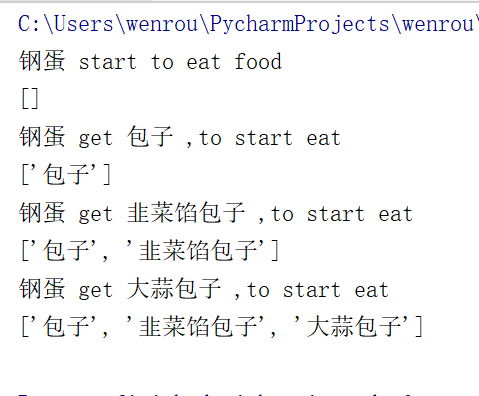 C:\Users\wenrou\PycharmProjects\wenrou\
钢蛋 start to eat food
[]
钢蛋 get 包子 ,to start eat
['包子']
钢蛋 get 韭菜馅包子 ,to start eat
['包子', '韭菜馅包子']
钢蛋 get 大蒜包子 ,to start eat
['包子', '韭菜馅包子', '大蒜包子']